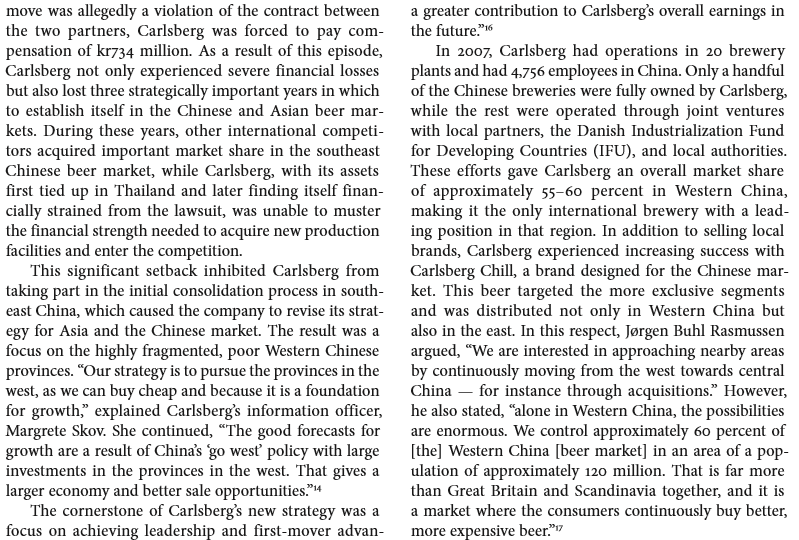 move was allegedly a violation of the contract between
the two partners, Carlsberg was forced to pay com-
pensation of kr734 million. As a result of this episode,
Carlsberg not only experienced severe financial losses
but also lost three strategically important years in which
to establish itself in the Chinese and Asian beer mar-
kets. During these years, other international competi-
tors acquired important market share in the southeast
Chinese beer market, while Carlsberg, with its assets
first tied up in Thailand and later finding itself finan-
cially strained from the lawsuit, was unable to muster
the financial strength needed to acquire new production
facilities and enter the competition.
This significant setback inhibited Carlsberg from
taking part in the initial consolidation process in south-
east China, which caused the company to revise its strat-
egy for Asia and the Chinese market. The result was a
focus on the highly fragmented, poor Western Chinese
provinces. “Our strategy is to pursue the provinces in the
west, as we can buy cheap and because it is a foundation
for growth,” explained Carlsberg’s information officer,
Margrete Skov. She continued, “The good forecasts for
growth are a result of China’s ‘go west’ policy with large
investments in the provinces in the west. That gives a
larger economy and better sale opportunities.”14
The cornerstone of Carlsberg’s new strategy was a
focus on achieving leadership and first-mover advan-
a greater contribution to Carlsberg’s overall earnings in
the future.”16
In 2007, Carlsberg had operations in 20 brewery
plants and had 4,756 employees in China. Only a handful
of the Chinese breweries were fully owned by Carlsberg,
while the rest were operated through joint ventures
with local partners, the Danish Industrialization Fund
for Developing Countries (IFU), and local authorities.
These efforts gave Carlsberg an overall market share
of approximately 55–60 percent in Western China,
making it the only international brewery with a lead-
ing position in that region. In addition to selling local
brands, Carlsberg experienced increasing success with
Carlsberg Chill, a brand designed for the Chinese mar-
ket. This beer targeted the more exclusive segments
and was distributed not only in Western China but
also in the east. In this respect, Jørgen Buhl Rasmussen
argued, “We are interested in approaching nearby areas
by continuously moving from the west towards central
China — for instance through acquisitions.” However,
he also stated, “alone in Western China, the possibilities
are enormous. We control approximately 60 percent of
[the] Western China [beer market] in an area of a pop-
ulation of approximately 120 million. That is far more
than Great Britain and Scandinavia together, and it is
a market where the consumers continuously buy better,
more expensive beer.”17